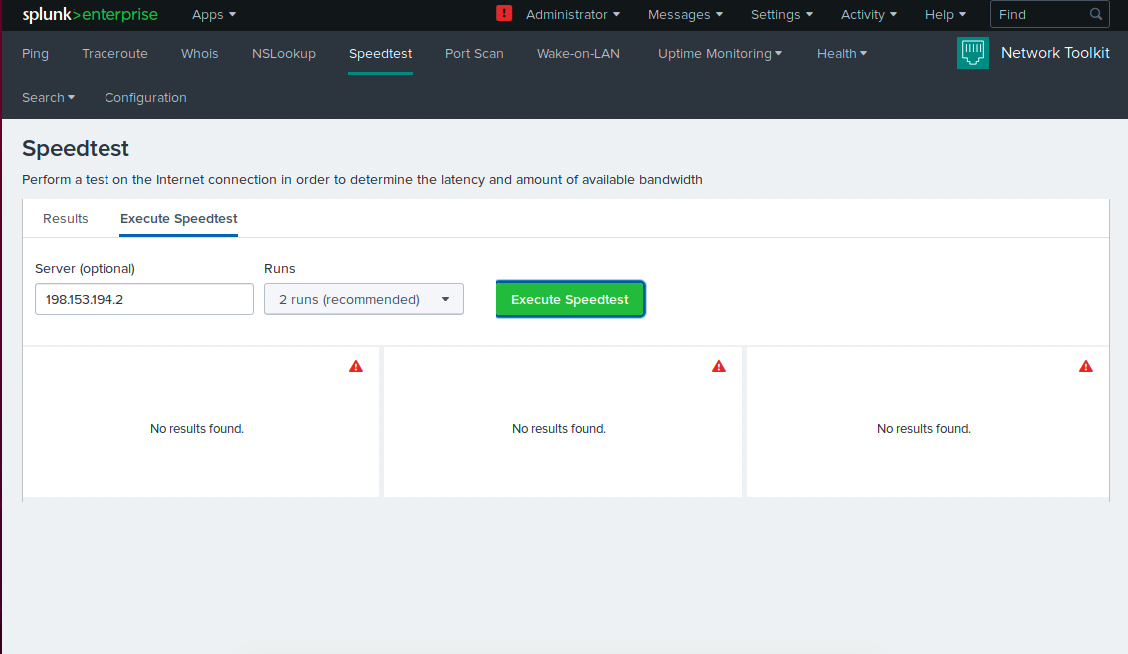 splunk>enterprise Apps ! Administrator Messages Settings Activity Help Find
Ping Traceroute Whois NSLookup Speedtest Port Scan Wake-on-LAN Uptime Monitoring Health Network Toolkit
Search Configuration
Speedtest
Perform a test on the Internet connection in order to determine the latency and amount of available bandwidth
Results Execute Speedtest
Server (optional) Runs
198.153.194.2 2 runs (recommended) Execute Speedtest
No results found. No results found. No results found.